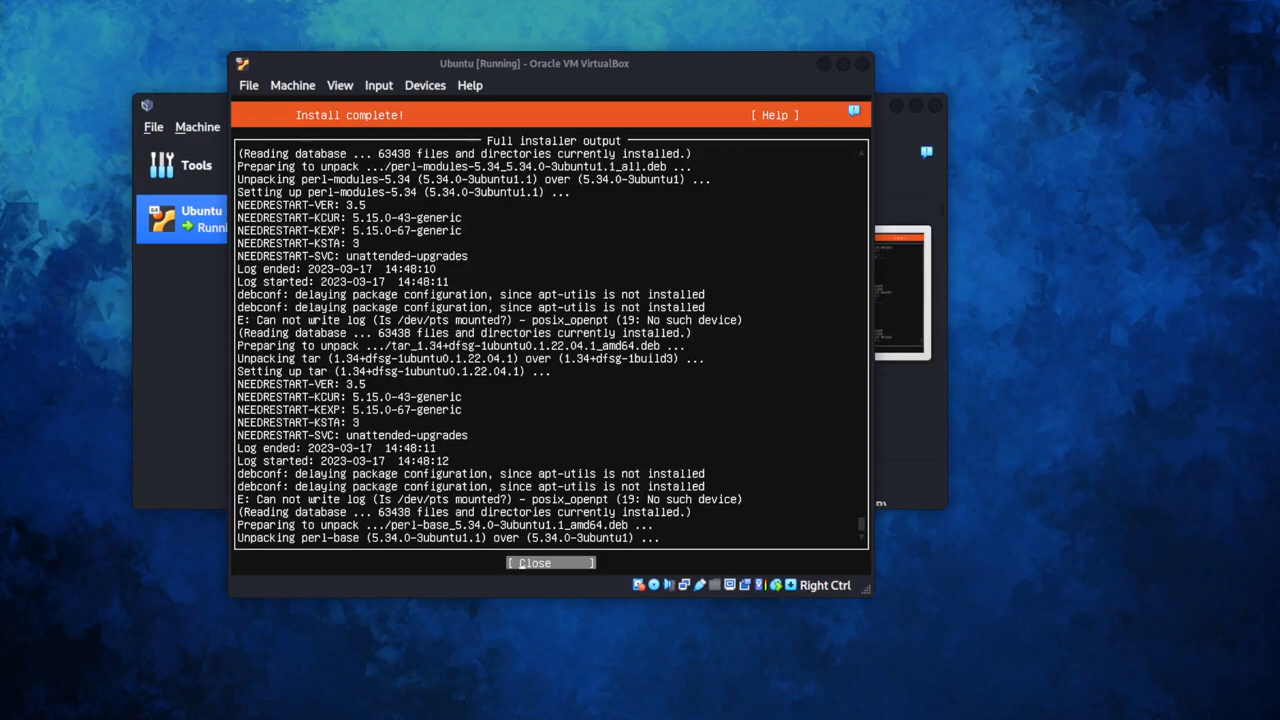 Ubuntu [Running] - Oracle VM VirtualBox
File Machine View Input Devices Help
File Machine
Tools
Ubuntu
Runni
Install complete! [ Help ]
Full installer output
(Reading database ... 63438 files and directories currently installed.)
Preparing to unpack .../perl-modules-5.34_5.34.0-3ubuntu1.1_all.deb ...
Unpacking perl-modules-5.34 (5.34.0-3ubuntu1.1) over (5.34.0-3ubuntu1) ...
Setting up perl-modules-5.34 (5.34.0-3ubuntu1.1) ...
NEEDRESTART-VER: 3.5
NEEDRESTART-KCUR: 5.15.0-43-generic
NEEDRESTART-KEXP: 5.15.0-67-generic
NEEDRESTART-KSTA: 3
NEEDRESTART-SVC: unattended-upgrades
Log ended: 2023-03-17  14:48:10
Log started: 2023-03-17  14:48:11
debconf: delaying package configuration, since apt-utils is not installed
debconf: delaying package configuration, since apt-utils is not installed
E: Can not write log (Is /dev/pts mounted?) - posix_openpt (19: No such device)
(Reading database ... 63438 files and directories currently installed.)
Preparing to unpack .../tar_1.34+dfsg-1ubuntu0.1.22.04.1_amd64.deb ...
Unpacking tar (1.34+dfsg-1ubuntu0.1.22.04.1) over (1.34+dfsg-1build3) ...
Setting up tar (1.34+dfsg-1ubuntu0.1.22.04.1) ...
NEEDRESTART-VER: 3.5
NEEDRESTART-KCUR: 5.15.0-43-generic
NEEDRESTART-KEXP: 5.15.0-67-generic
NEEDRESTART-KSTA: 3
NEEDRESTART-SVC: unattended-upgrades
Log ended: 2023-03-17  14:48:11
Log started: 2023-03-17  14:48:12
debconf: delaying package configuration, since apt-utils is not installed
debconf: delaying package configuration, since apt-utils is not installed
E: Can not write log (Is /dev/pts mounted?) - posix_openpt (19: No such device)
(Reading database ... 63438 files and directories currently installed.)
Preparing to unpack .../perl-base_5.34.0-3ubuntu1.1_amd64.deb ...
Unpacking perl-base (5.34.0-3ubuntu1.1) over (5.34.0-3ubuntu1) ...
[ Close ]
Right Ctrl